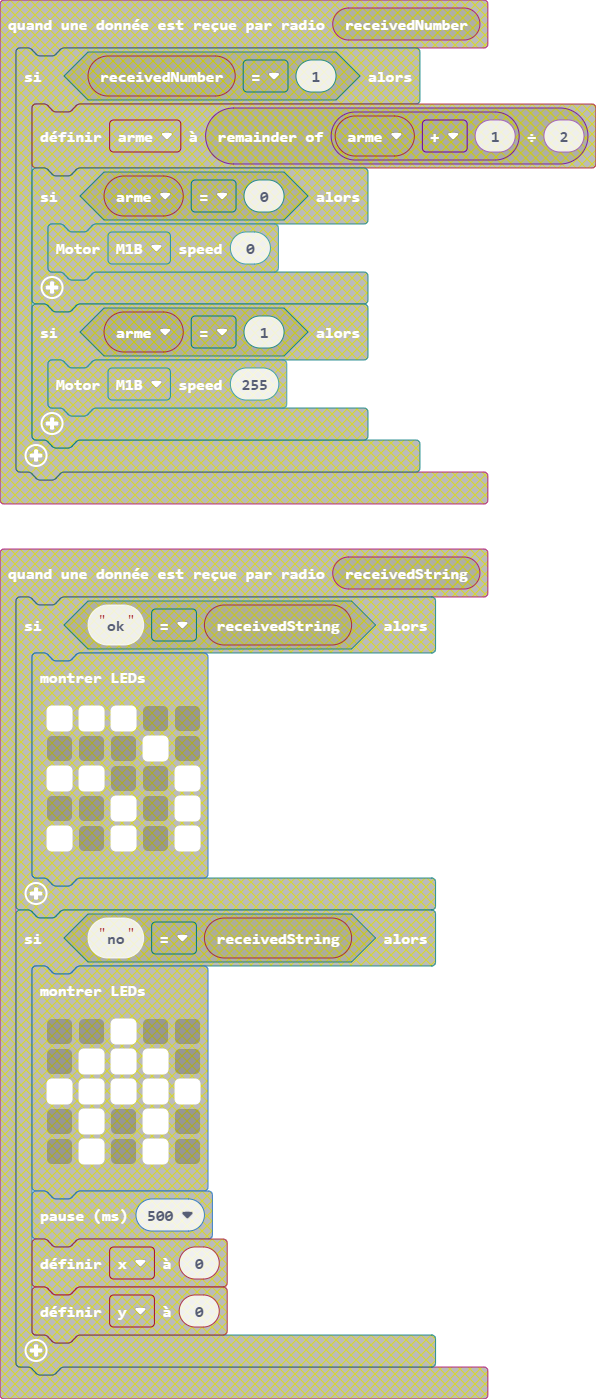 quand une donnée est reçue par radio receivedNumber
si receivedNumber = 1 alors
définir arme à remainder of arme + 1 ÷ 2
si arme = 0 alors
Motor M1B speed 0
si arme = 1 alors
Motor M1B speed 255
quand une donnée est reçue par radio receivedString
si "ok" = receivedString alors
montrer LEDs
si "no" = receivedString alors
montrer LEDs
pause (ms) 500
définir x à 0
définir y à 0